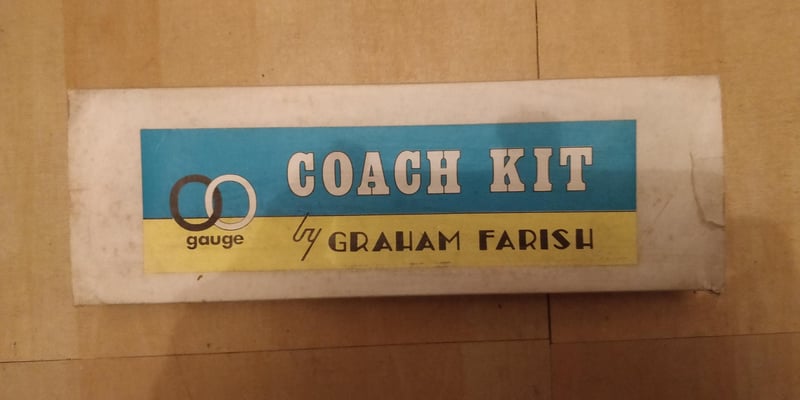 COACH KIT
OO
gauge
by GRAHAM FARISH